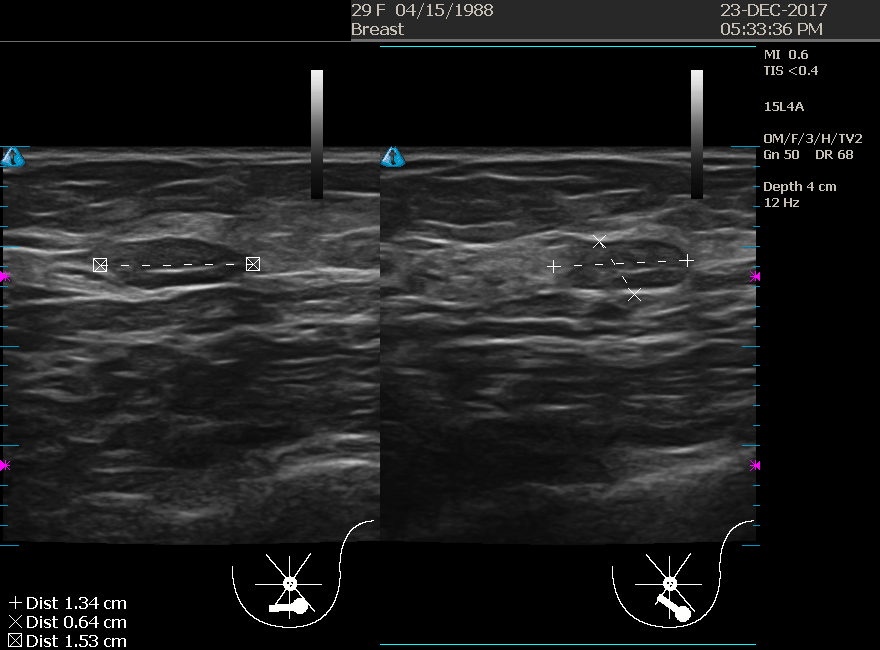 29 F 04/15/1988
23-DEC-2017
Breast
05:33:36 PM
MI 0.6
TIS <0.4
15L4A
OM/F/3/H/TV2
Gn 50 DR 68
Depth 4 cm
12 Hz
Dist 1.34 cm
Dist 0.64 cm
Dist 1.53 cm